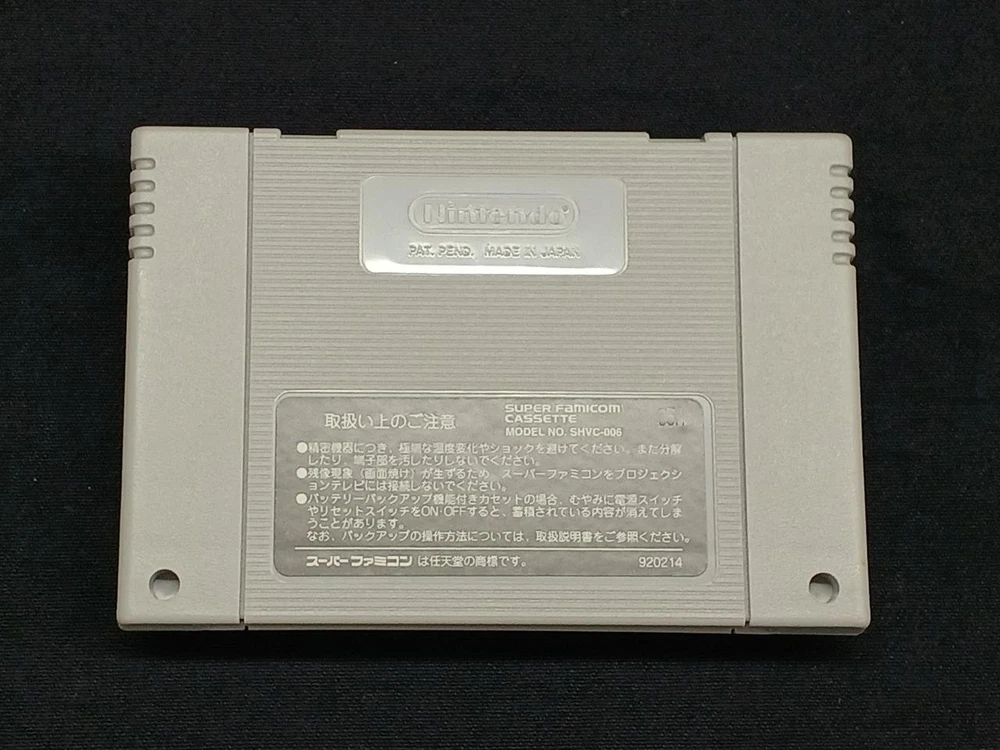 Nintendo®
PAT. PEND. MADE IN JAPAN
取扱い上のご注意
SUPER Famicom
CASSETTE
MODEL NO. SHVC-006
●精密機器につき、極端な温度変化やショックを避けてください。また分解
したり、端子部を汚したりしないでください。
●残像現象（画面焼け）が生ずるため、スーパーファミコンをプロジェクシ
ョンテレビには接続しないでください。
●バッテリーバックアップ機能付きカセットの場合、むやみに電源スイッチ
やリセットスイッチをON・OFFすると、蓄積されている内容が消えてしま
うことがあります。
なお、バックアップの操作方法については、取扱説明書をご参照ください。
スーパーファミコン は任天堂の商標です。
920214